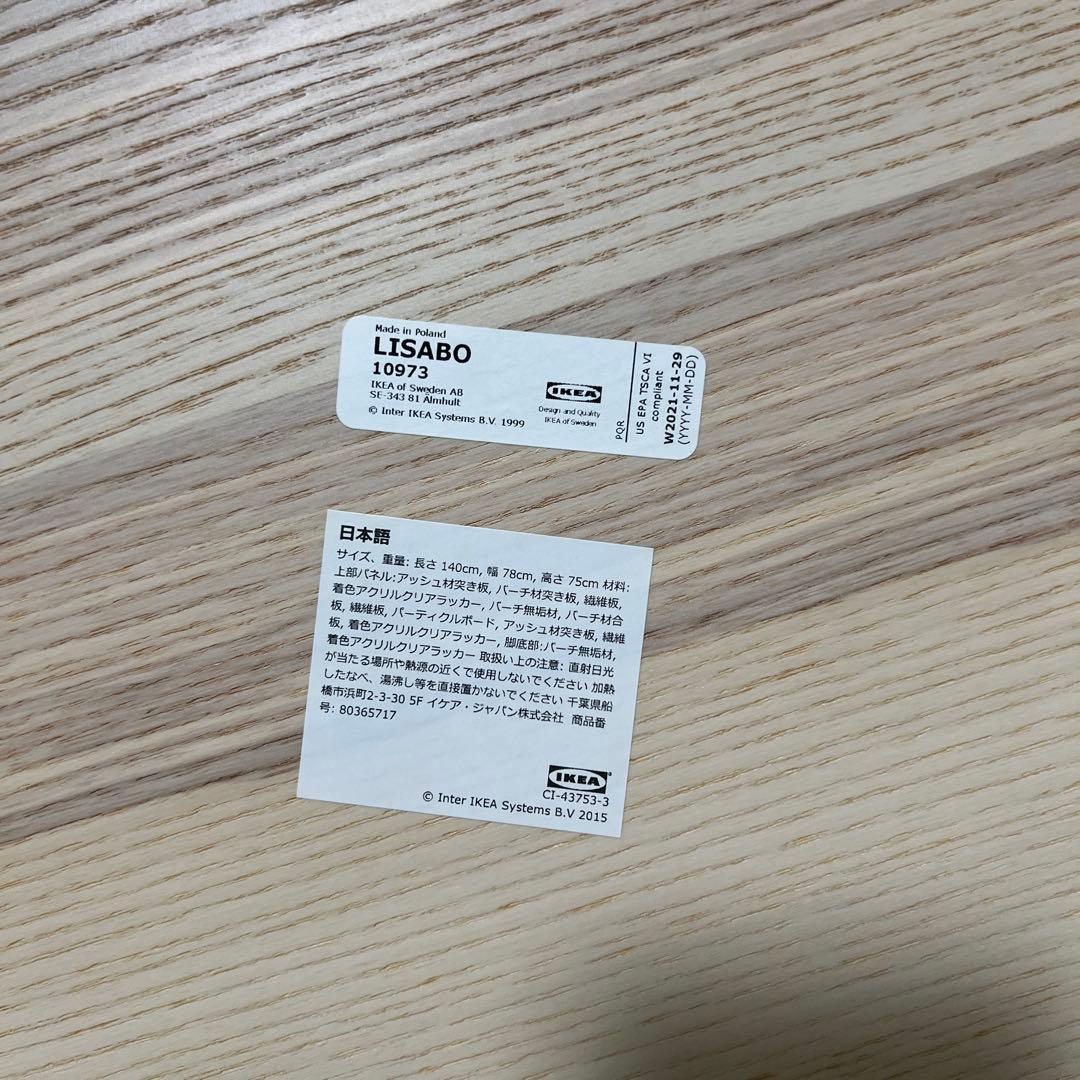 Made in Poland
LISABO
10973
IKEA of Sweden AB
SE-343 81 Älmhult
© Inter IKEA Systems B.V. 1999
IKEA
Design and Quality
IKEA of Sweden
PQR
US EPA TSCA VI
compliant
W2021-11-29
(YYYY-MM-DD)
日本語
サイズ、重量: 長さ 140cm, 幅 78cm, 高さ 75cm 材料:
上部パネル:アッシュ材突き板, バーチ材突き板, 繊維板,
着色アクリルクリアラッカー, バーチ無垢材, バーチ材合
板, 繊維板, パーティクルボード, アッシュ材突き板, 繊維
板, 着色アクリルクリアラッカー, 脚底部:バーチ無垢材,
着色アクリルクリアラッカー 取扱い上の注意: 直射日光
が当たる場所や熱源の近くで使用しないでください 加熱
したなべ、湯沸し等を直接置かないでください 千葉県船
橋市浜町2-3-30 5F イケア・ジャパン株式会社 商品番
号: 80365717
IKEA
CI-43753-3
© Inter IKEA Systems B.V 2015